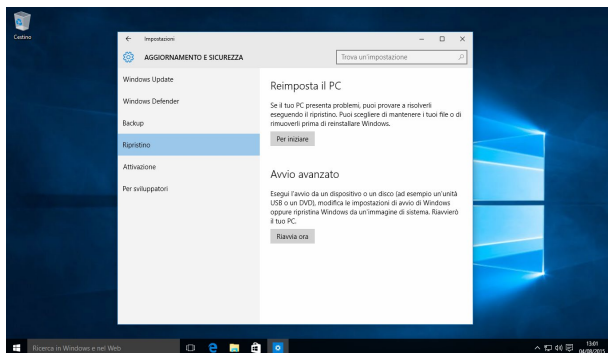 Cestino
Impostazioni
AGGIORNAMENTO E SICUREZZA
Trova un'impostazione
Windows Update
Windows Defender
Backup
Ripristino
Attivazione
Per sviluppatori
Reimposta il PC
Se il tuo PC presenta problemi, puoi provare a risolverli
eseguendo il ripristino. Puoi scegliere di mantenere i tuoi file o di
rimuoverli prima di reinstallare Windows.
Per iniziare
Avvio avanzato
Esegui l'avvio da un dispositivo o un disco (ad esempio un'unità
USB o un DVD), modifica le impostazioni di avvio di Windows
oppure ripristina Windows da un'immagine di sistema. Riavvierò
il tuo PC.
Riavvia ora
Ricerca in Windows e nel Web
13:01
04/08/2015